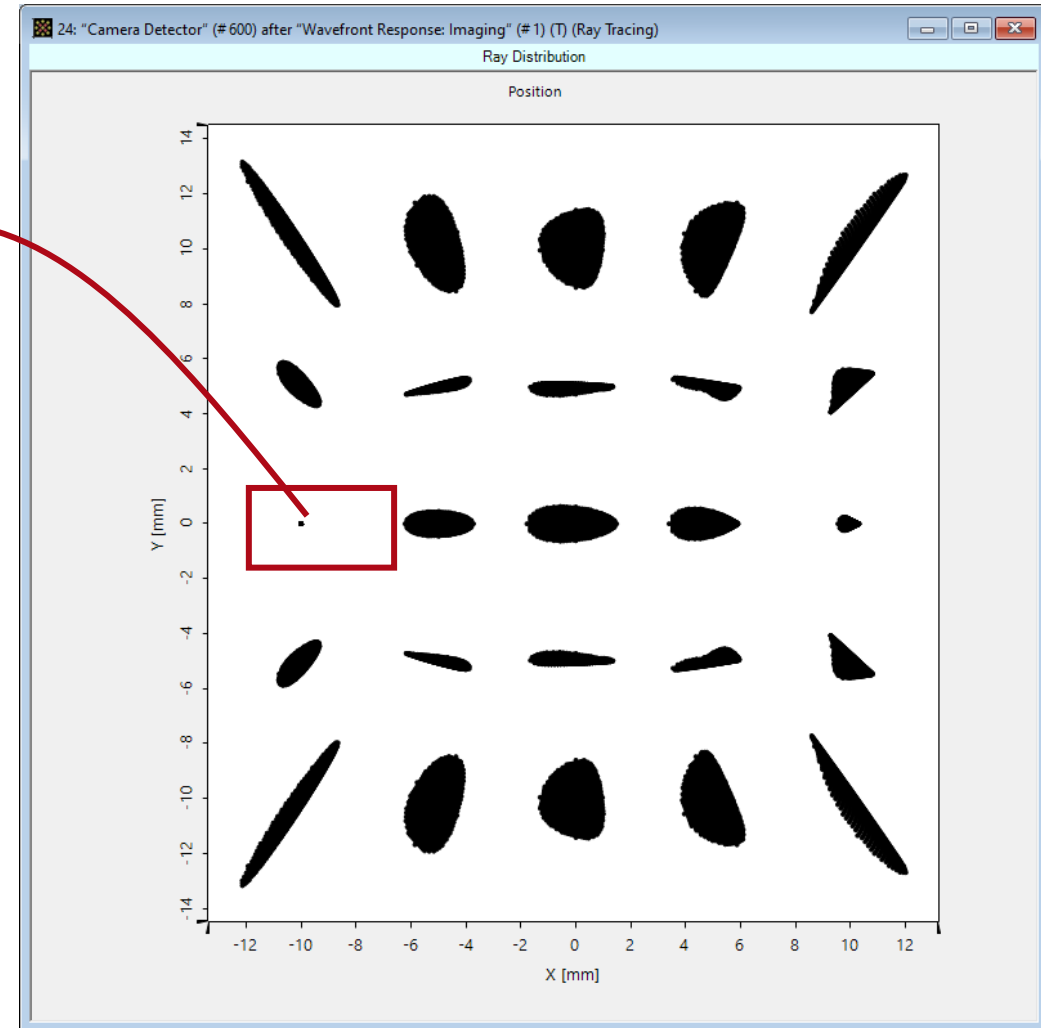 24: “Camera Detector” (# 600) after “Wavefront Response: Imaging” (# 1) (T) (Ray Tracing)
Ray Distribution
Position
14
12
10
8
6
4
2
0
-2
-4
-6
-8
-10
-12
-14
Y [mm]
-12 -10 -8 -6 -4 -2 0 2 4 6 8 10 12
X [mm]